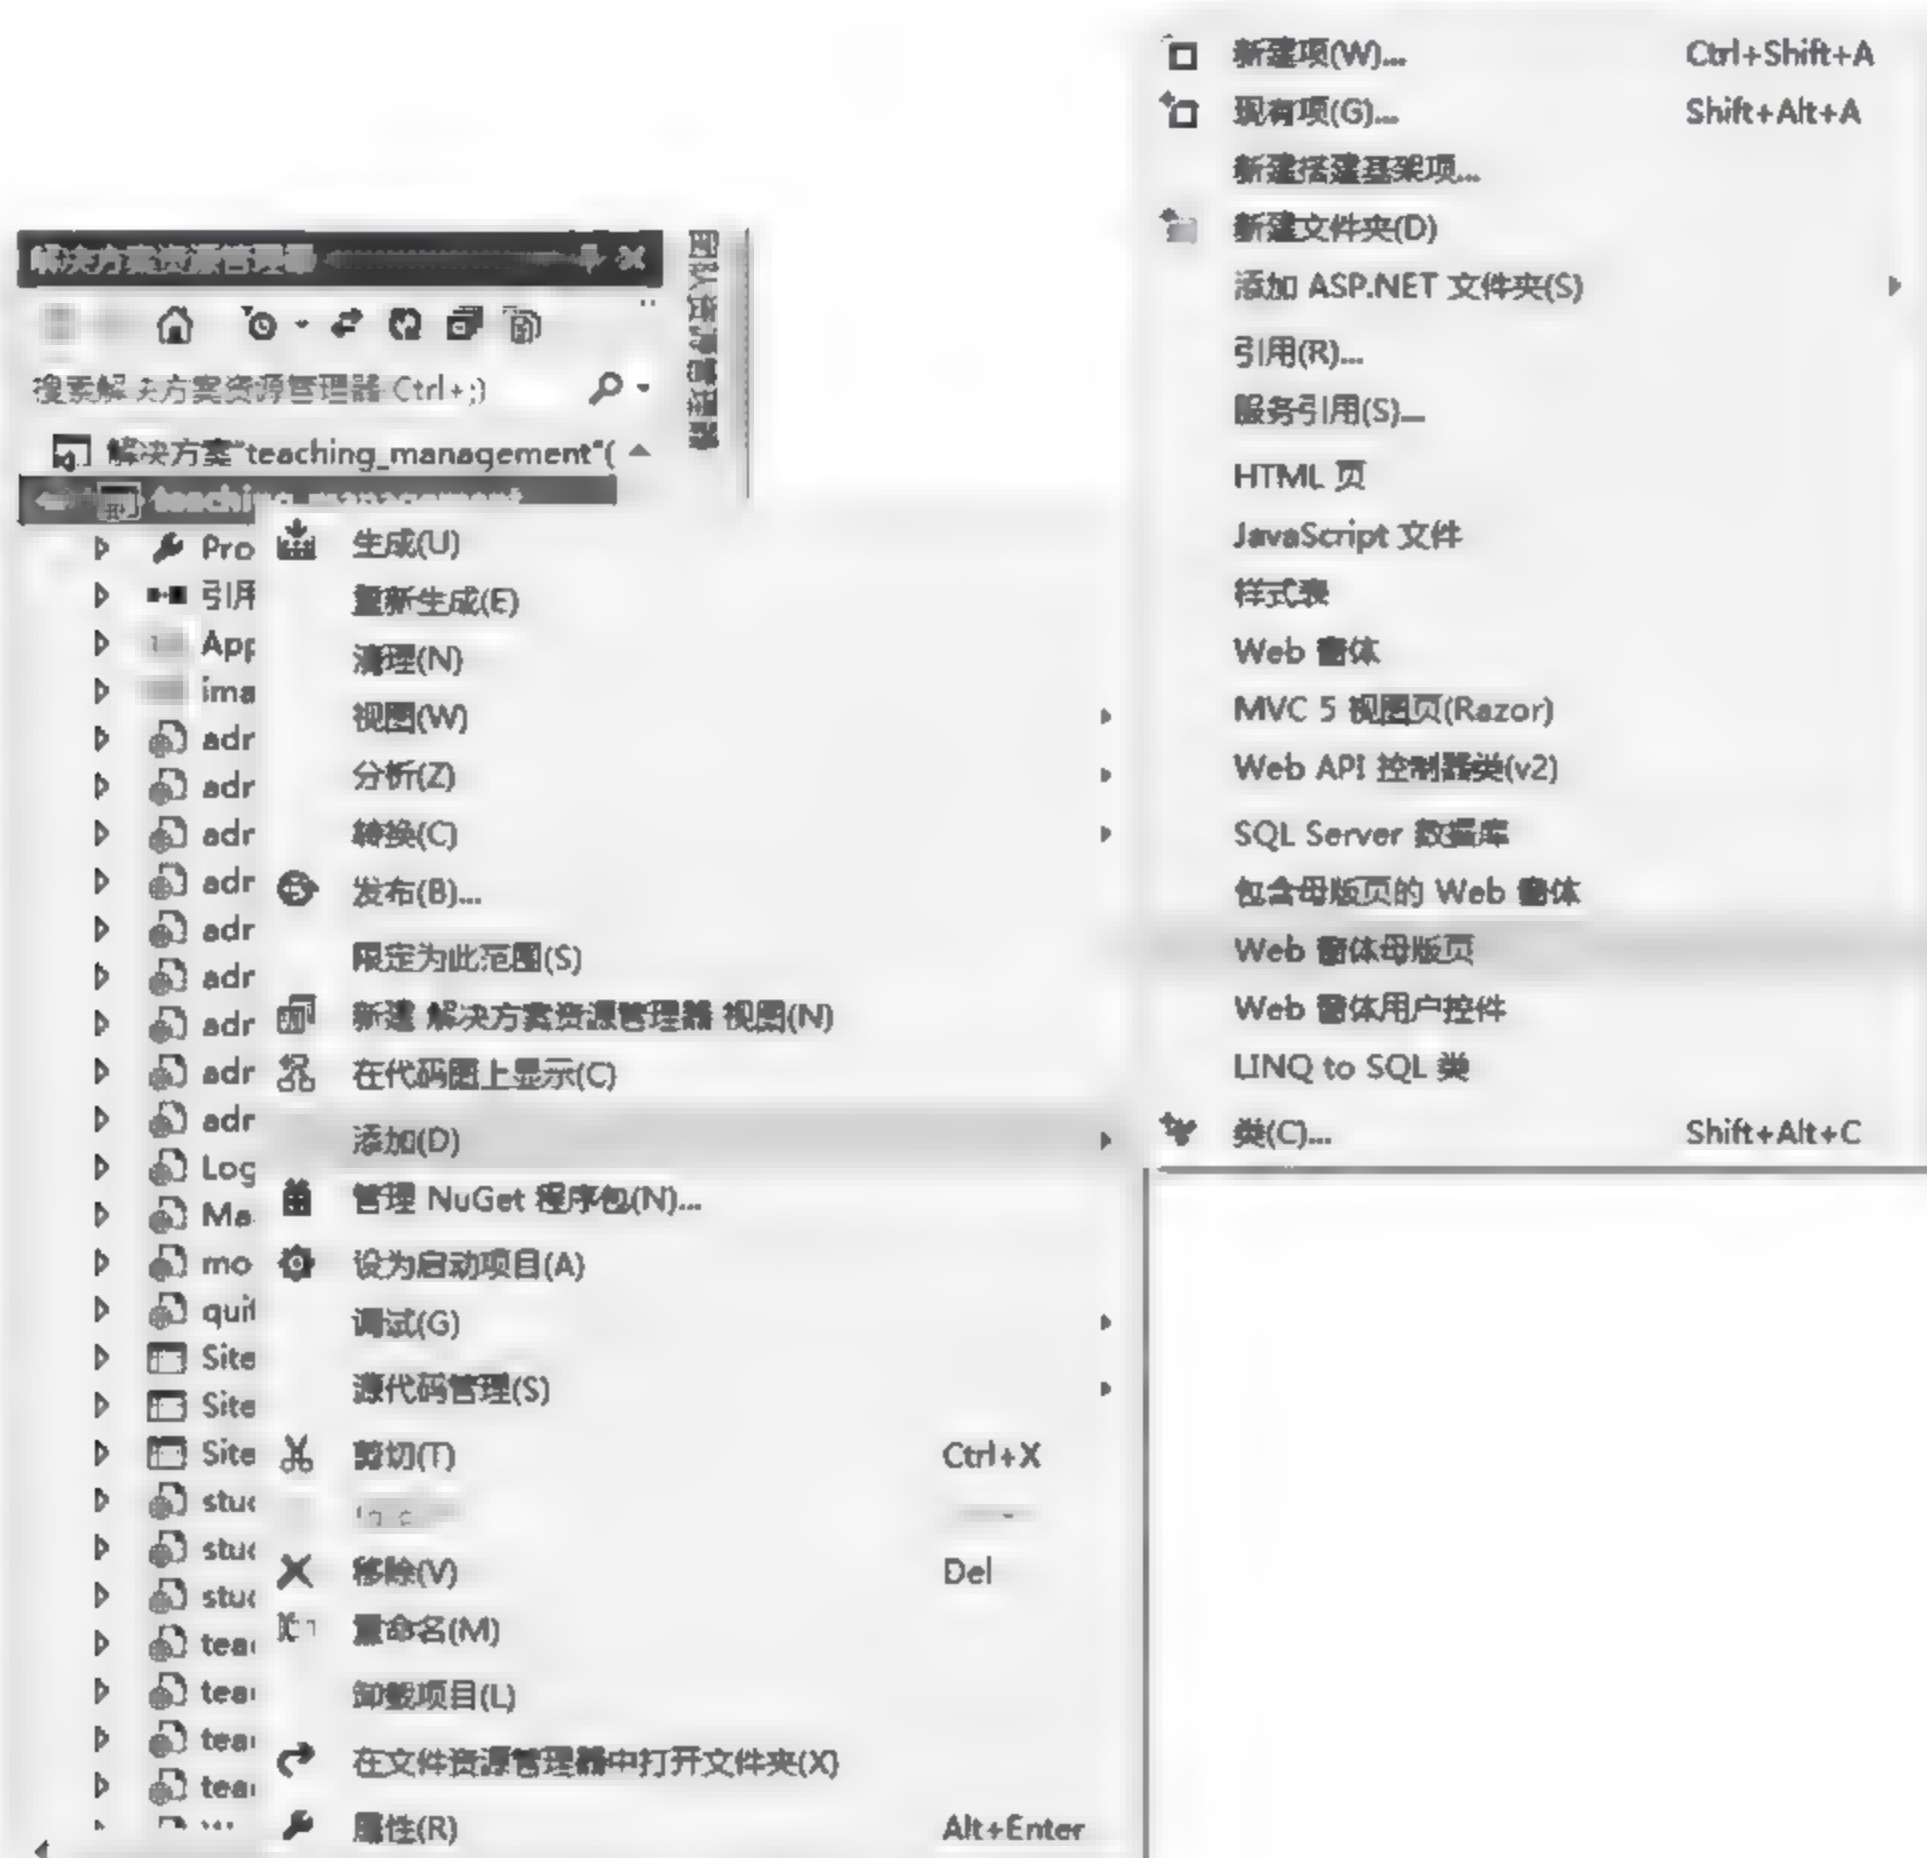 解决方案资源管理器
搜索解决方案资源管理器 Ctrl+;)
解决方案"teaching_management"(
teaching_management
Pro
引用
App
ima
adr
adr
adr
adr
adr
adr
adr
adr
adr
Log
Ma
mo
quit
Site
Site
Site
stu
stu
stu
tea
tea
tea
tea
生成(U)
重新生成(E)
清理(N)
视图(W)
分析(Z)
转换(C)
发布(B)...
限定为此范围(S)
新建 解决方案资源管理器 视图(N)
在代码图上显示(C)
添加(D)
管理 NuGet 程序包(N)...
设为启动项目(A)
调试(G)
源代码管理(S)
剪切(T) Ctrl+X
移除(V) Del
重命名(M)
卸载项目(L)
在文件资源管理器中打开文件夹(X)
属性(R) Alt+Enter
新建项(W)... Ctrl+Shift+A
现有项(G)... Shift+Alt+A
新建搭建基架项...
新建文件夹(D)
添加 ASP.NET 文件夹(S)
引用(R)...
服务引用(S)...
HTML 页
JavaScript 文件
样式表
Web 窗体
MVC 5 视图页(Razor)
Web API 控制器类(v2)
SQL Server 数据库
包含母版页的 Web 窗体
Web 窗体母版页
Web 窗体用户控件
LINQ to SQL 类
类(C)... Shift+Alt+C